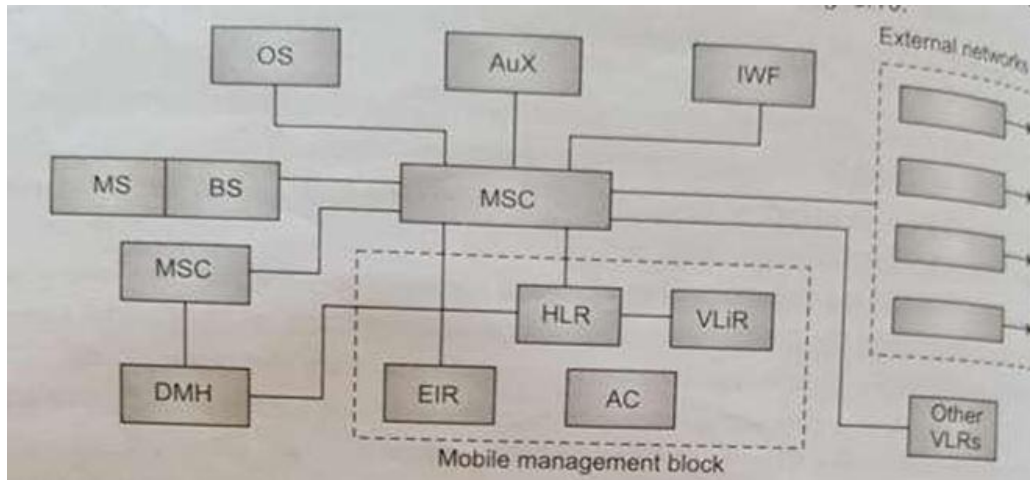 External networks
OS
AuX
IWF
MS
BS
MSC
MSC
HLR
VLiR
DMH
EIR
AC
Other
VLRs
Mobile management block